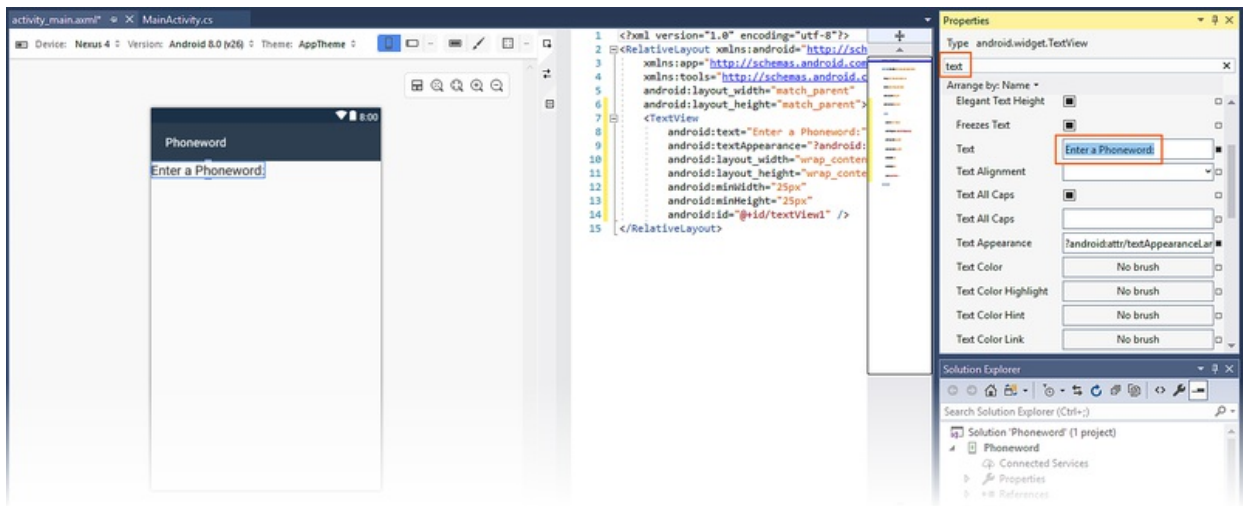 activity_main.axml* MainActivity.cs
Device: Nexus 4 Version: Android 8.0 (v26) Theme: AppTheme
8:00
Phoneword
Enter a Phoneword:
1 <?xml version="1.0" encoding="utf-8"?>
2 <RelativeLayout xmlns:android="http://sch
3 xmlns:app="http://schemas.android.com
4 xmlns:tools="http://schemas.android.c
5 android:layout_width="match_parent"
6 android:layout_height="match_parent">
7 <TextView
8 android:text="Enter a Phoneword:"
9 android:textAppearance="?android:
10 android:layout_width="wrap_conten
11 android:layout_height="wrap_conte
12 android:minWidth="25px"
13 android:minHeight="25px"
14 android:id="@+id/textView1" />
15 </RelativeLayout>
Properties
Type android.widget.TextView
text
Arrange by: Name
Elegant Text Height
Freezes Text
Text Enter a Phoneword:
Text Alignment
Text All Caps
Text All Caps
Text Appearance ?android:attr/textAppearanceLar
Text Color No brush
Text Color Highlight No brush
Text Color Hint No brush
Text Color Link No brush
Solution Explorer
Search Solution Explorer (Ctrl+;)
Solution 'Phoneword' (1 project)
Phoneword
Connected Services
Properties
References